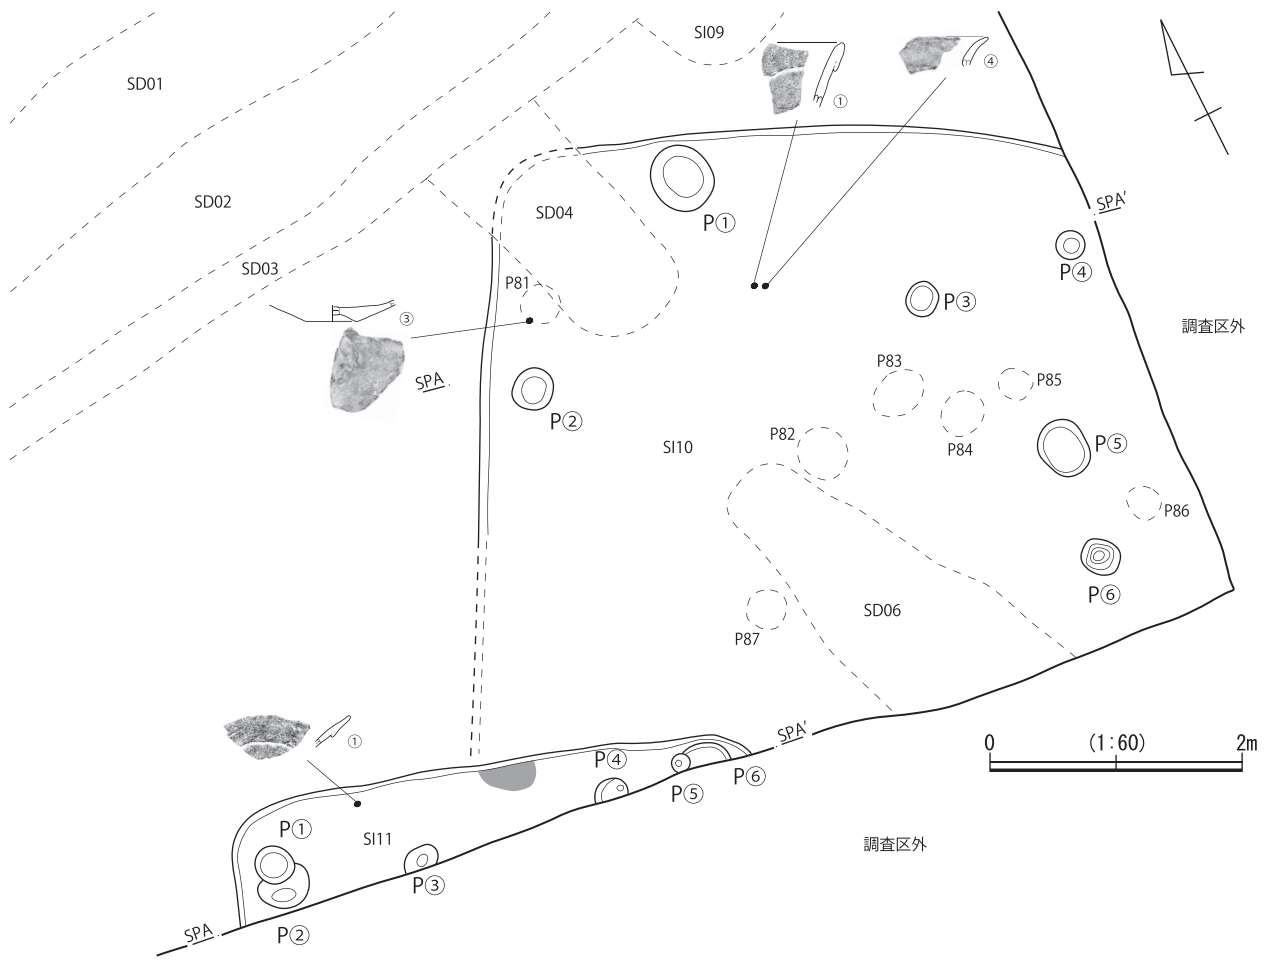 SI09
SD01
④
①
SD02
SPA'
SD04
P①
SD03
P④
P81
P③
③
調査区外
P83
SPA
P85
P②
P82
SI10
P84
P⑤
P86
P⑥
SD06
P87
①
SPA'
0 (1:60) 2m
P④
P⑥
P⑤
P①
SI11
調査区外
P③
SPA
P②